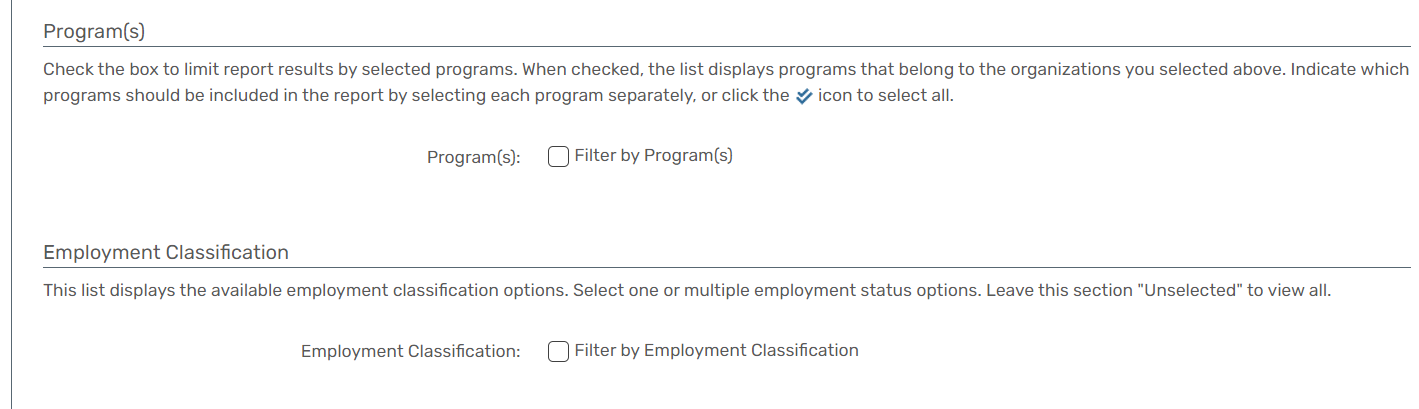 Program(s)
Check the box to limit report results by selected programs. When checked, the list displays programs that belong to the organizations you selected above. Indicate which
programs should be included in the report by selecting each program separately, or click the icon to select all.
Program(s): Filter by Program(s)
Employment Classification
This list displays the available employment classification options. Select one or multiple employment status options. Leave this section "Unselected" to view all.
Employment Classification: Filter by Employment Classification